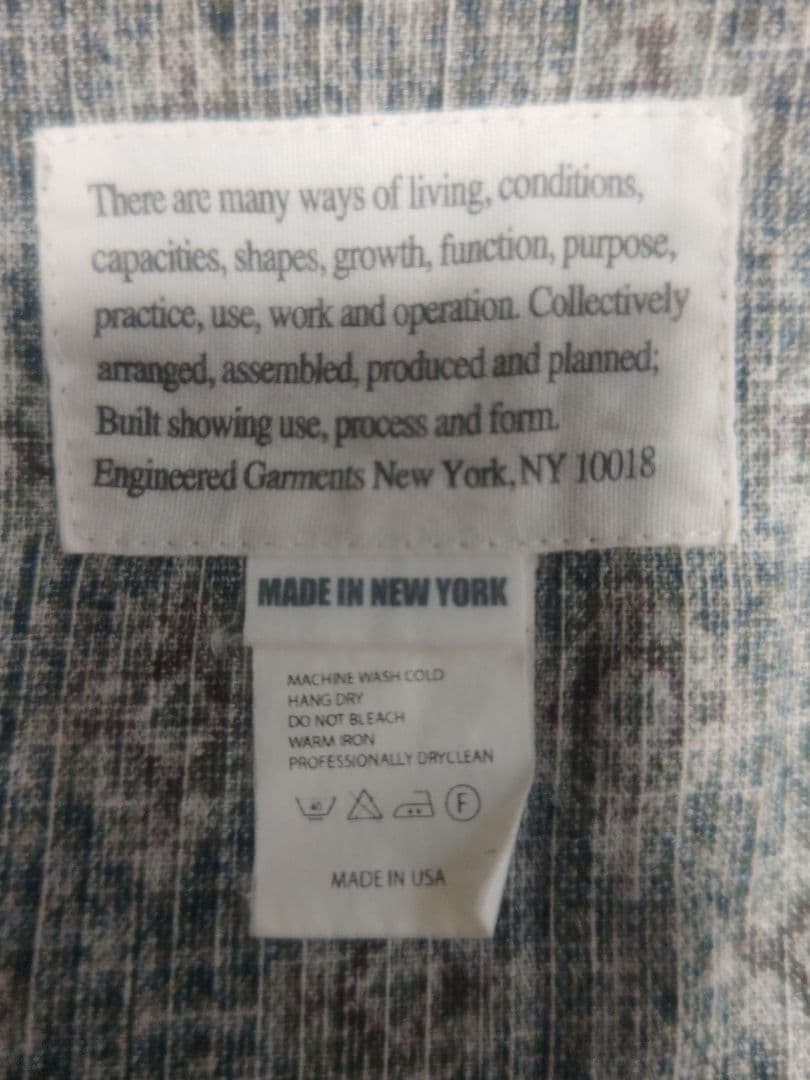 There are many ways of living, conditions,
capacities, shapes, growth, function, purpose,
practice, use, work and operation. Collectively
arranged, assembled, produced and planned;
Built showing use, process and form.
Engineered Garments New York, NY 10018
MADE IN NEW YORK
MACHINE WASH COLD
HANG DRY
DO NOT BLEACH
WARM IRON
PROFESSIONALLY DRYCLEAN
F
MADE IN USA